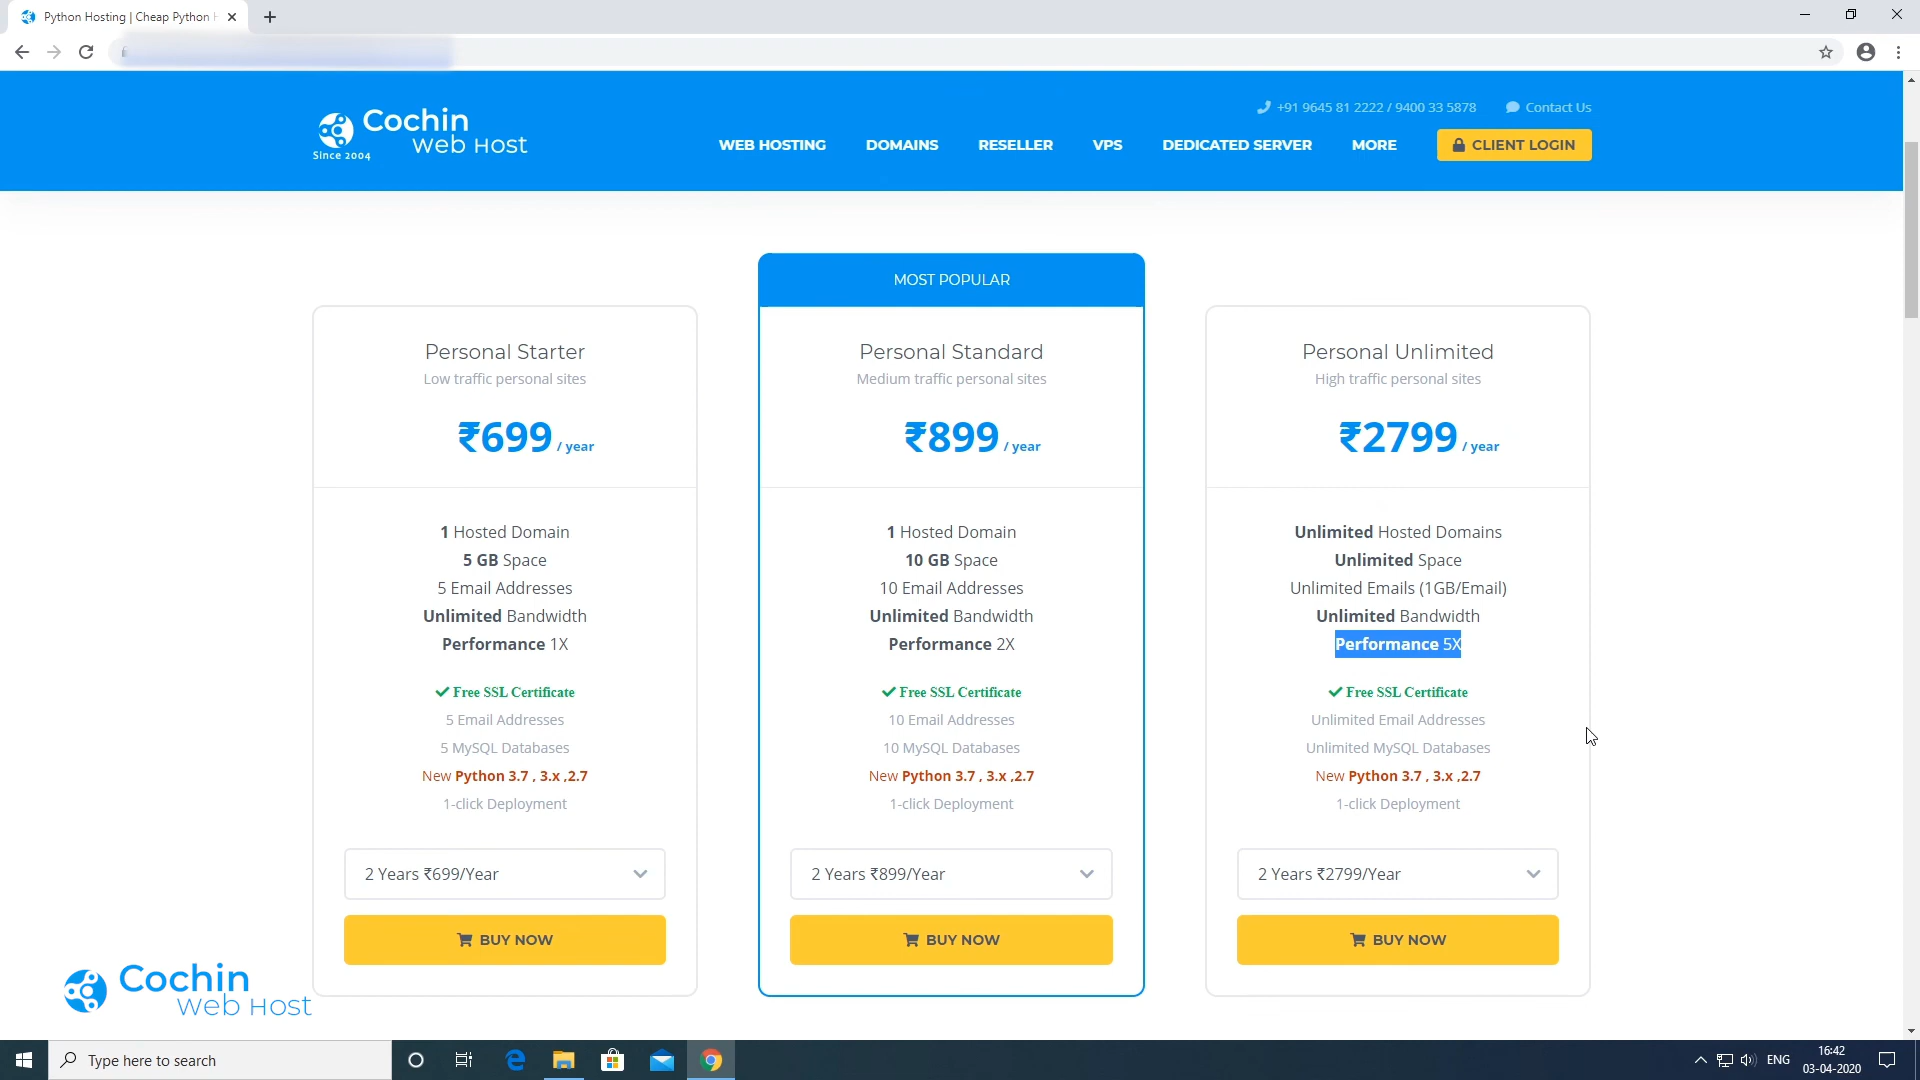 Python Hosting | Cheap Python H
+91 9645 81 2222 / 9400 33 5878
Contact Us
Cochin
Web Host
Since 2004
WEB HOSTING
DOMAINS
RESELLER
VPS
DEDICATED SERVER
MORE
CLIENT LOGIN
MOST POPULAR
Personal Starter
Low traffic personal sites
₹699 / year
1 Hosted Domain
5 GB Space
5 Email Addresses
Unlimited Bandwidth
Performance 1X
Free SSL Certificate
5 Email Addresses
5 MySQL Databases
New Python 3.7 , 3.x ,2.7
1-click Deployment
2 Years ₹699/Year
BUY NOW
Personal Standard
Medium traffic personal sites
₹899 / year
1 Hosted Domain
10 GB Space
10 Email Addresses
Unlimited Bandwidth
Performance 2X
Free SSL Certificate
10 Email Addresses
10 MySQL Databases
New Python 3.7 , 3.x ,2.7
1-click Deployment
2 Years ₹899/Year
BUY NOW
Personal Unlimited
High traffic personal sites
₹2799 / year
Unlimited Hosted Domains
Unlimited Space
Unlimited Emails (1GB/Email)
Unlimited Bandwidth
Performance 5X
Free SSL Certificate
Unlimited Email Addresses
Unlimited MySQL Databases
New Python 3.7 , 3.x ,2.7
1-click Deployment
2 Years ₹2799/Year
BUY NOW
Cochin
Web Host
Type here to search
ENG
16:42
03-04-2020